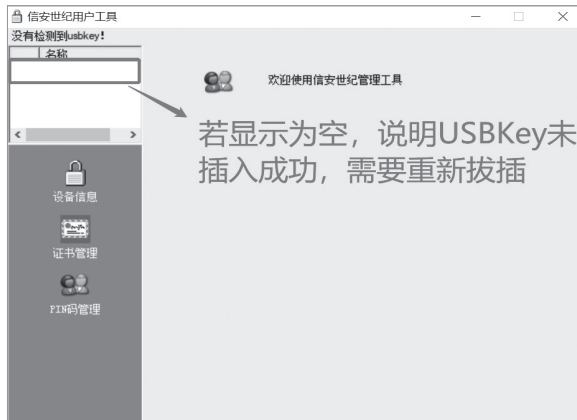 信安世纪用户工具
没有检测到usbkey!
名称
欢迎使用信安世纪管理工具
若显示为空，说明USBKey未
插入成功，需要重新拔插
设备信息
证书管理
PIN码管理